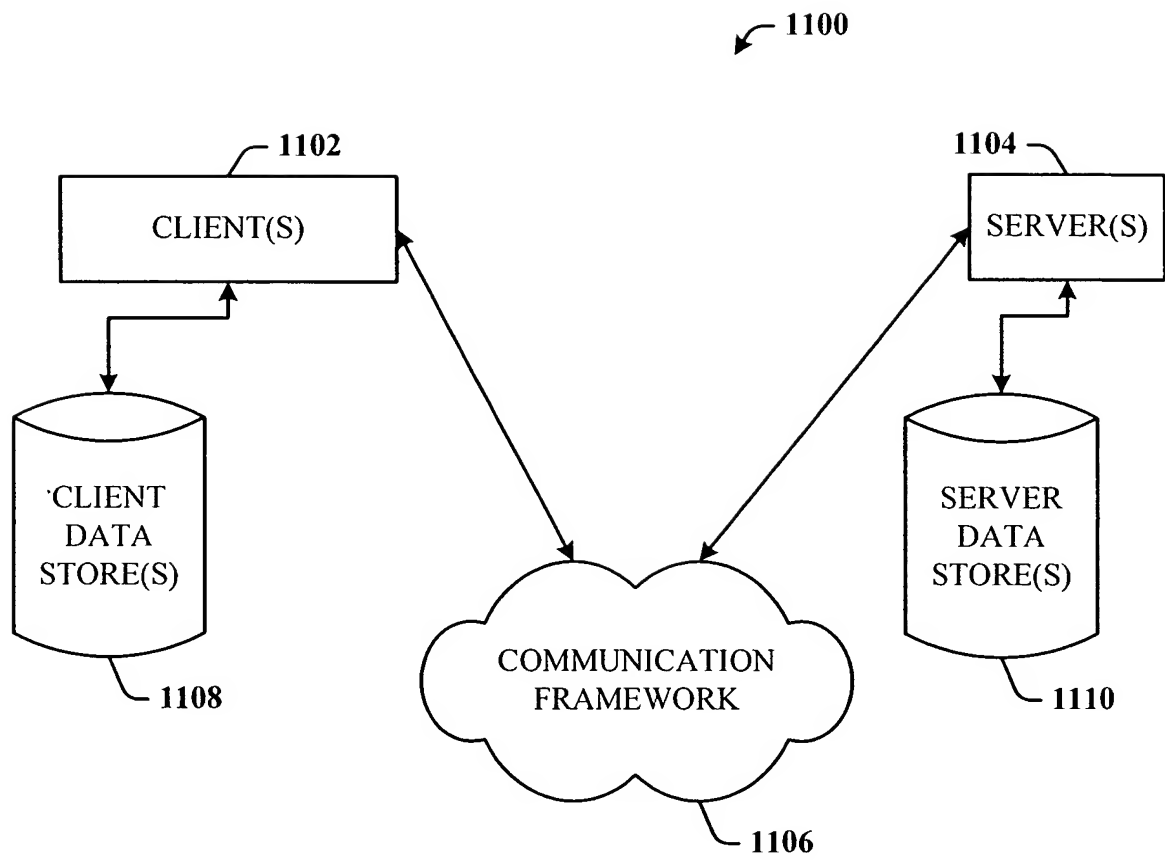 1100
1102
1104
CLIENT(S)
SERVER(S)
CLIENT
DATA
STORE(S)
SERVER
DATA
STORE(S)
COMMUNICATION
FRAMEWORK
1108
1110
1106